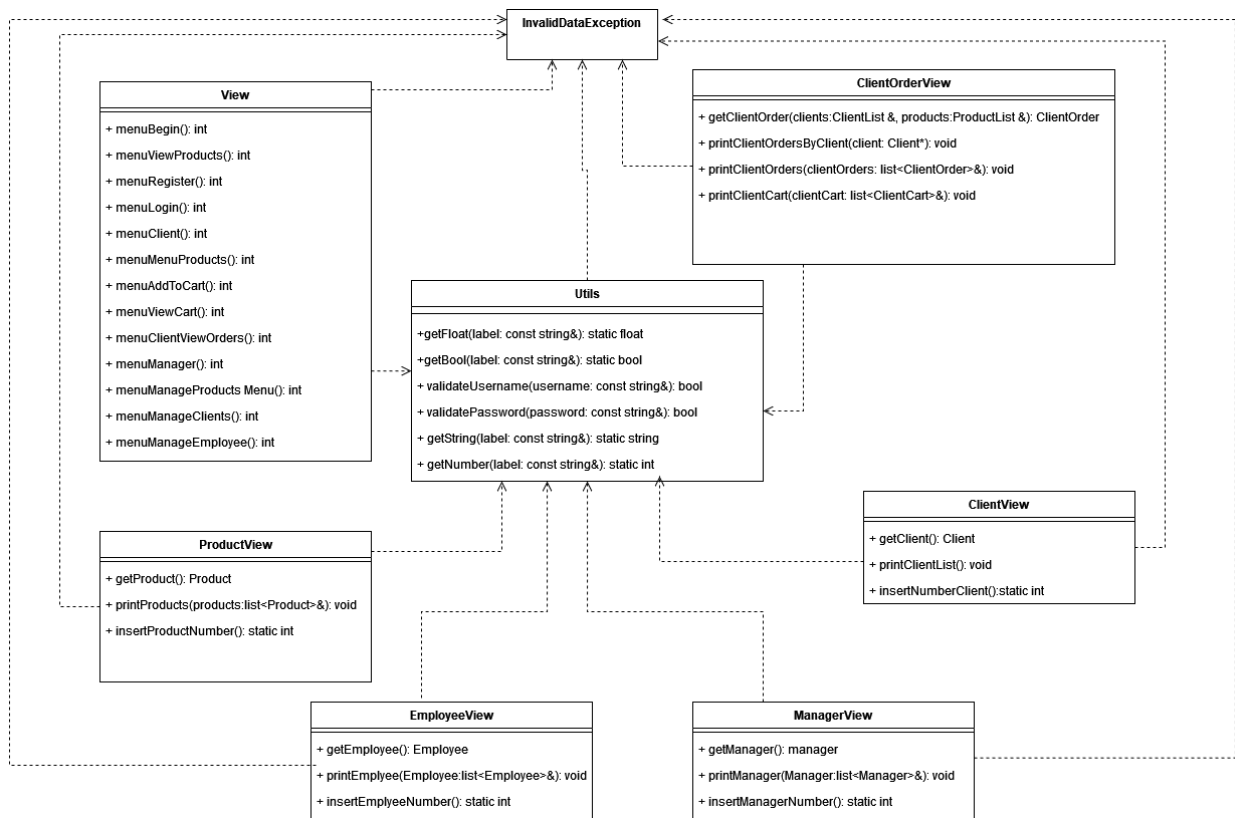 InvalidDataException
View
+ menuBegin(): int
+ menuViewProducts(): int
+ menuRegister(): int
+ menuLogin(): int
+ menuClient(): int
+ menuMenuProducts(): int
+ menuAddToCart(): int
+ menuViewCart(): int
+ menuClientViewOrders(): int
+ menuManager(): int
+ menuManageProducts Menu(): int
+ menuManageClients(): int
+ menuManageEmployee(): int
ClientOrderView
+ getClientOrder(clients:ClientList &, products:ProductList &): ClientOrder
+ printClientOrdersByClient(client: Client*): void
+ printClientOrders(clientOrders: list<ClientOrder>&): void
+ printClientCart(clientCart: list<ClientCart>&): void
Utils
+getFloat(label: const string&): static float
+getBool(label: const string&): static bool
+ validateUsername(username: const string&): bool
+ validatePassword(password: const string&): bool
+ getString(label: const string&): static string
+ getNumber(label: const string&): static int
ClientView
+ getClient(): Client
+ printClientList(): void
+ insertNumberClient():static int
ProductView
+ getProduct(): Product
+ printProducts(products:list<Product>&): void
+ insertProductNumber(): static int
EmployeeView
+ getEmployee(): Employee
+ printEmplyee(Employee:list<Employee>&): void
+ insertEmplyeeNumber(): static int
ManagerView
+ getManager(): manager
+ printManager(Manager:list<Manager>&): void
+ insertManagerNumber(): static int